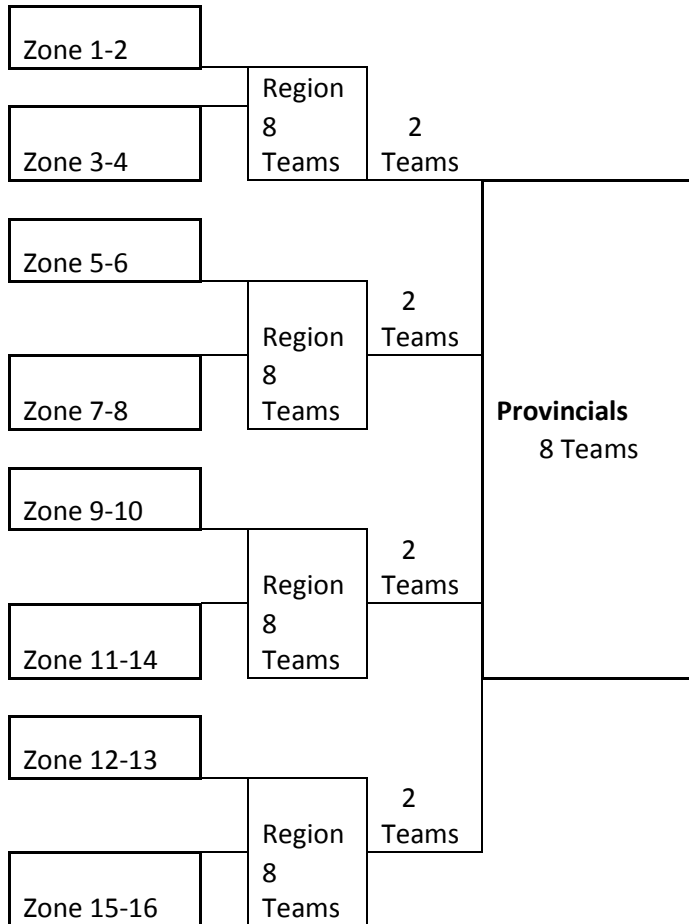 Zone 1-2
Region
8
2
Zone 3-4
Teams
Teams
Zone 5-6
2
Region
Teams
8
Zone 7-8
Teams
Provincials
8 Teams
Zone 9-10
2
Region
Teams
8
Zone 11-14
Teams
Zone 12-13
2
Region
Teams
8
Zone 15-16
Teams